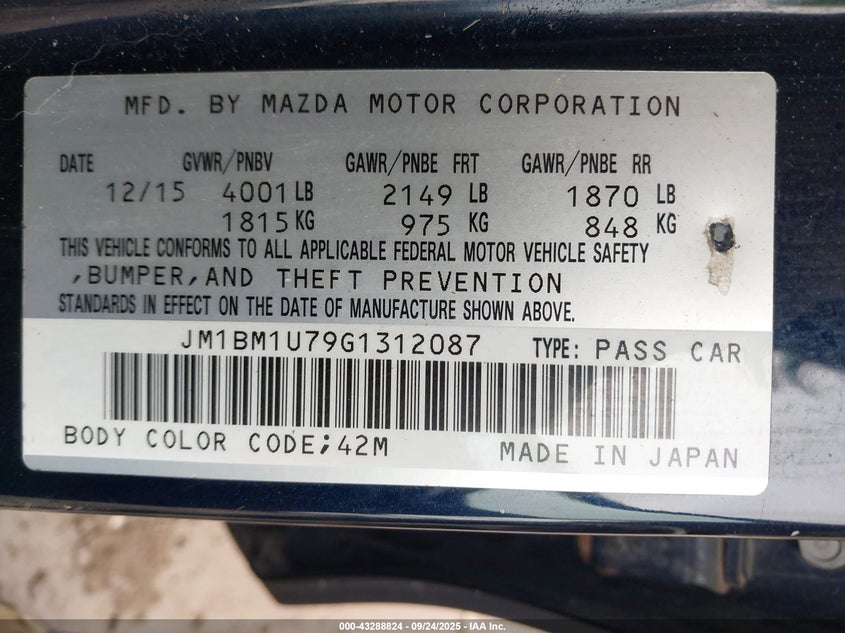 MFD. BY MAZDA MOTOR CORPORATION
DATE GVWR/PNBV GAWR/PNBE FRT GAWR/PNBE RR
12/15 4001 LB 2149 LB 1870 LB
1815 KG 975 KG 848 KG
THIS VEHICLE CONFORMS TO ALL APPLICABLE FEDERAL MOTOR VEHICLE SAFETY
,BUMPER,AND THEFT PREVENTION
STANDARDS IN EFFECT ON THE DATE OF MANUFACTURE SHOWN ABOVE.
JM1BM1U79G1312087 TYPE: PASS CAR
BODY COLOR CODE;42M MADE IN JAPAN
000-43288824 - 09/24/2025 - IAA Inc.